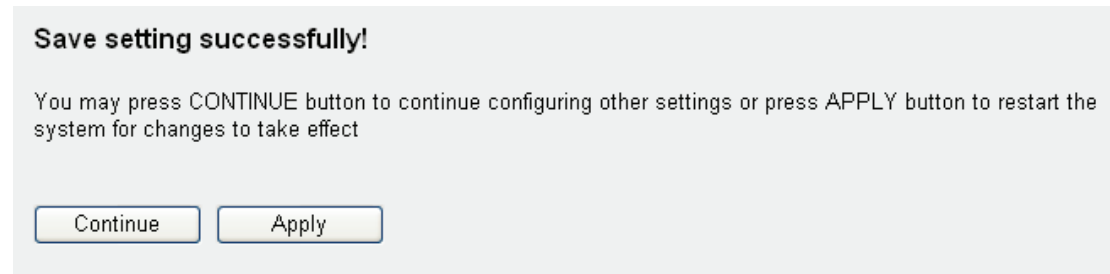 Save setting successfully!
You may press CONTINUE button to continue configuring other settings or press APPLY button to restart the
system for changes to take effect
Continue
Apply